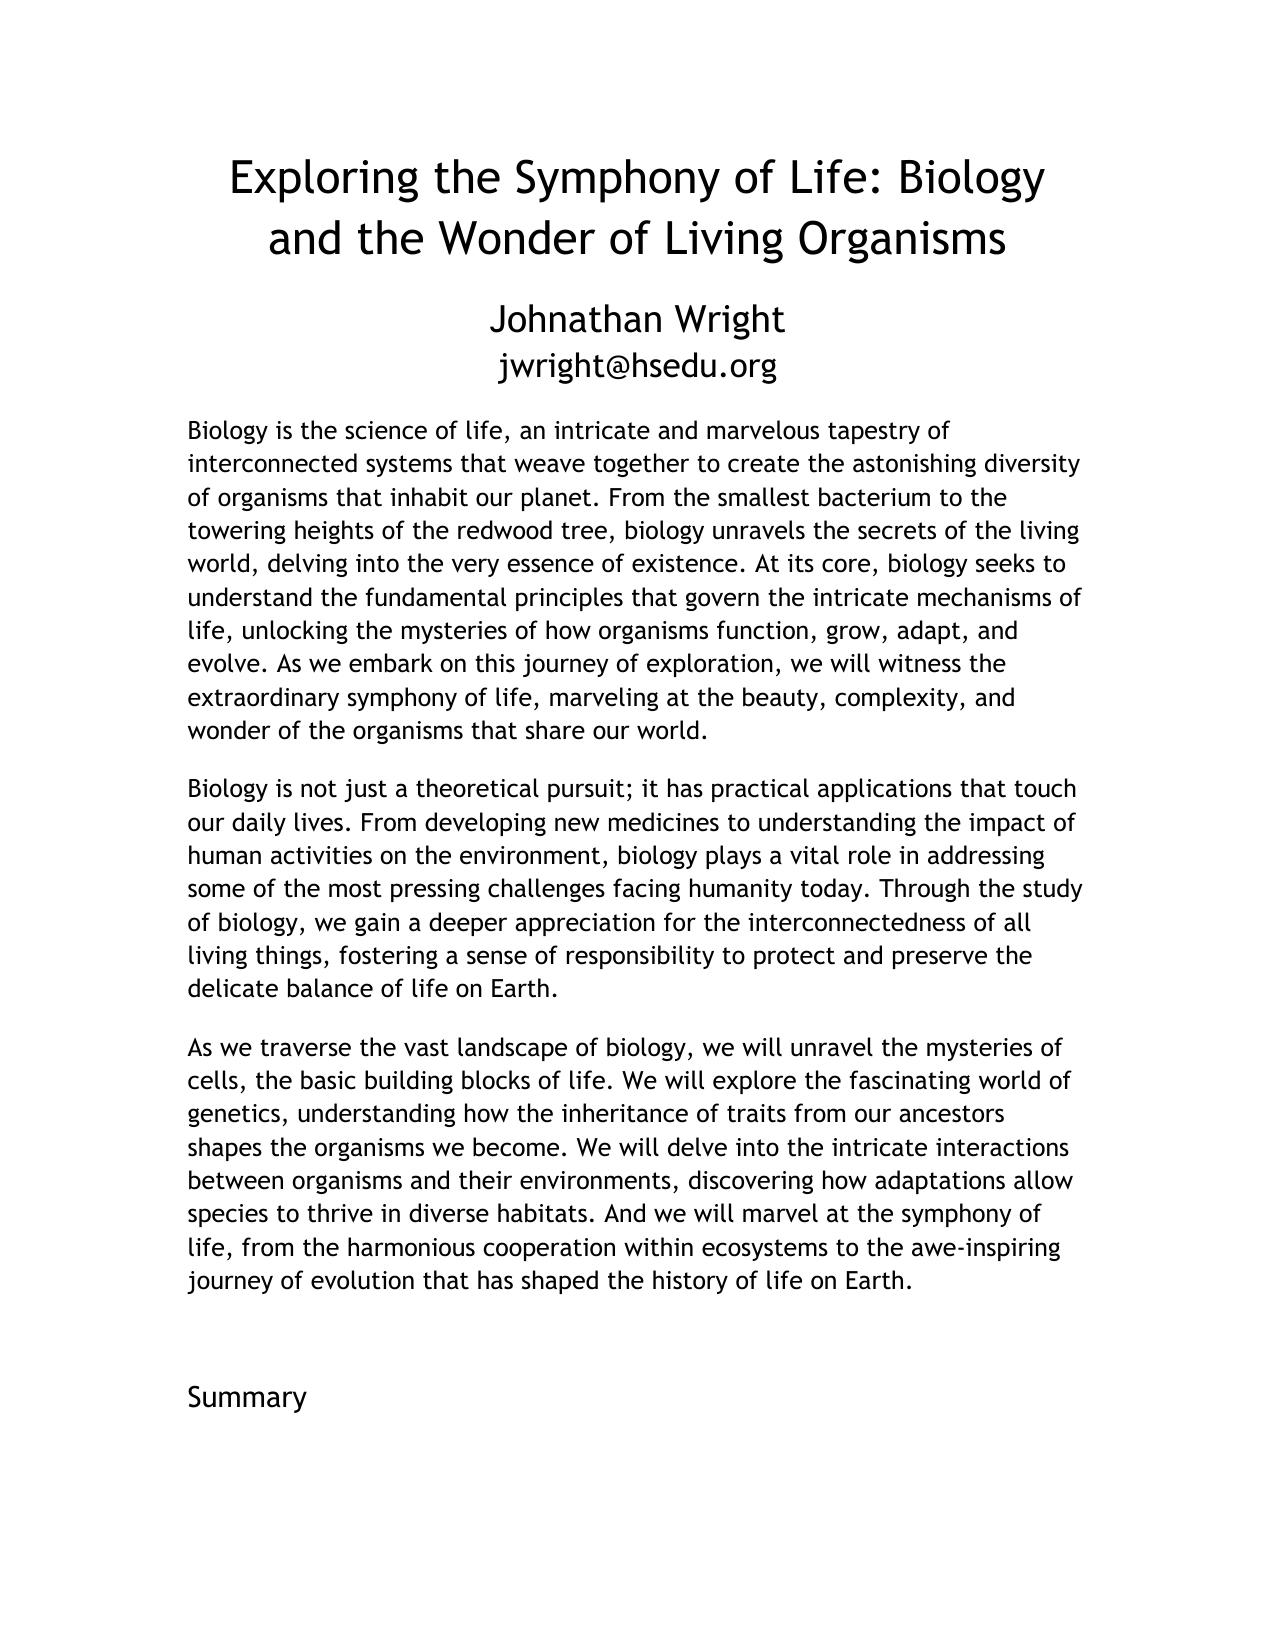 Exploring the Symphony of Life: Biology
and the Wonder of Living Organisms
Johnathan Wright
jwright@hsedu.org
Biology is the science of life, an intricate and marvelous tapestry of
interconnected systems that weave together to create the astonishing diversity
of organisms that inhabit our planet. From the smallest bacterium to the
towering heights of the redwood tree, biology unravels the secrets of the living
world, delving into the very essence of existence. At its core, biology seeks to
understand the fundamental principles that govern the intricate mechanisms of
life, unlocking the mysteries of how organisms function, grow, adapt, and
evolve. As we embark on this journey of exploration, we will witness the
extraordinary symphony of life, marveling at the beauty, complexity, and
wonder of the organisms that share our world.
Biology is not just a theoretical pursuit; it has practical applications that touch
our daily lives. From developing new medicines to understanding the impact of
human activities on the environment, biology plays a vital role in addressing
some of the most pressing challenges facing humanity today. Through the study
of biology, we gain a deeper appreciation for the interconnectedness of all
living things, fostering a sense of responsibility to protect and preserve the
delicate balance of life on Earth.
As we traverse the vast landscape of biology, we will unravel the mysteries of
cells, the basic building blocks of life. We will explore the fascinating world of
genetics, understanding how the inheritance of traits from our ancestors
shapes the organisms we become. We will delve into the intricate interactions
between organisms and their environments, discovering how adaptations allow
species to thrive in diverse habitats. And we will marvel at the symphony of
life, from the harmonious cooperation within ecosystems to the awe-inspiring
journey of evolution that has shaped the history of life on Earth.
Summary